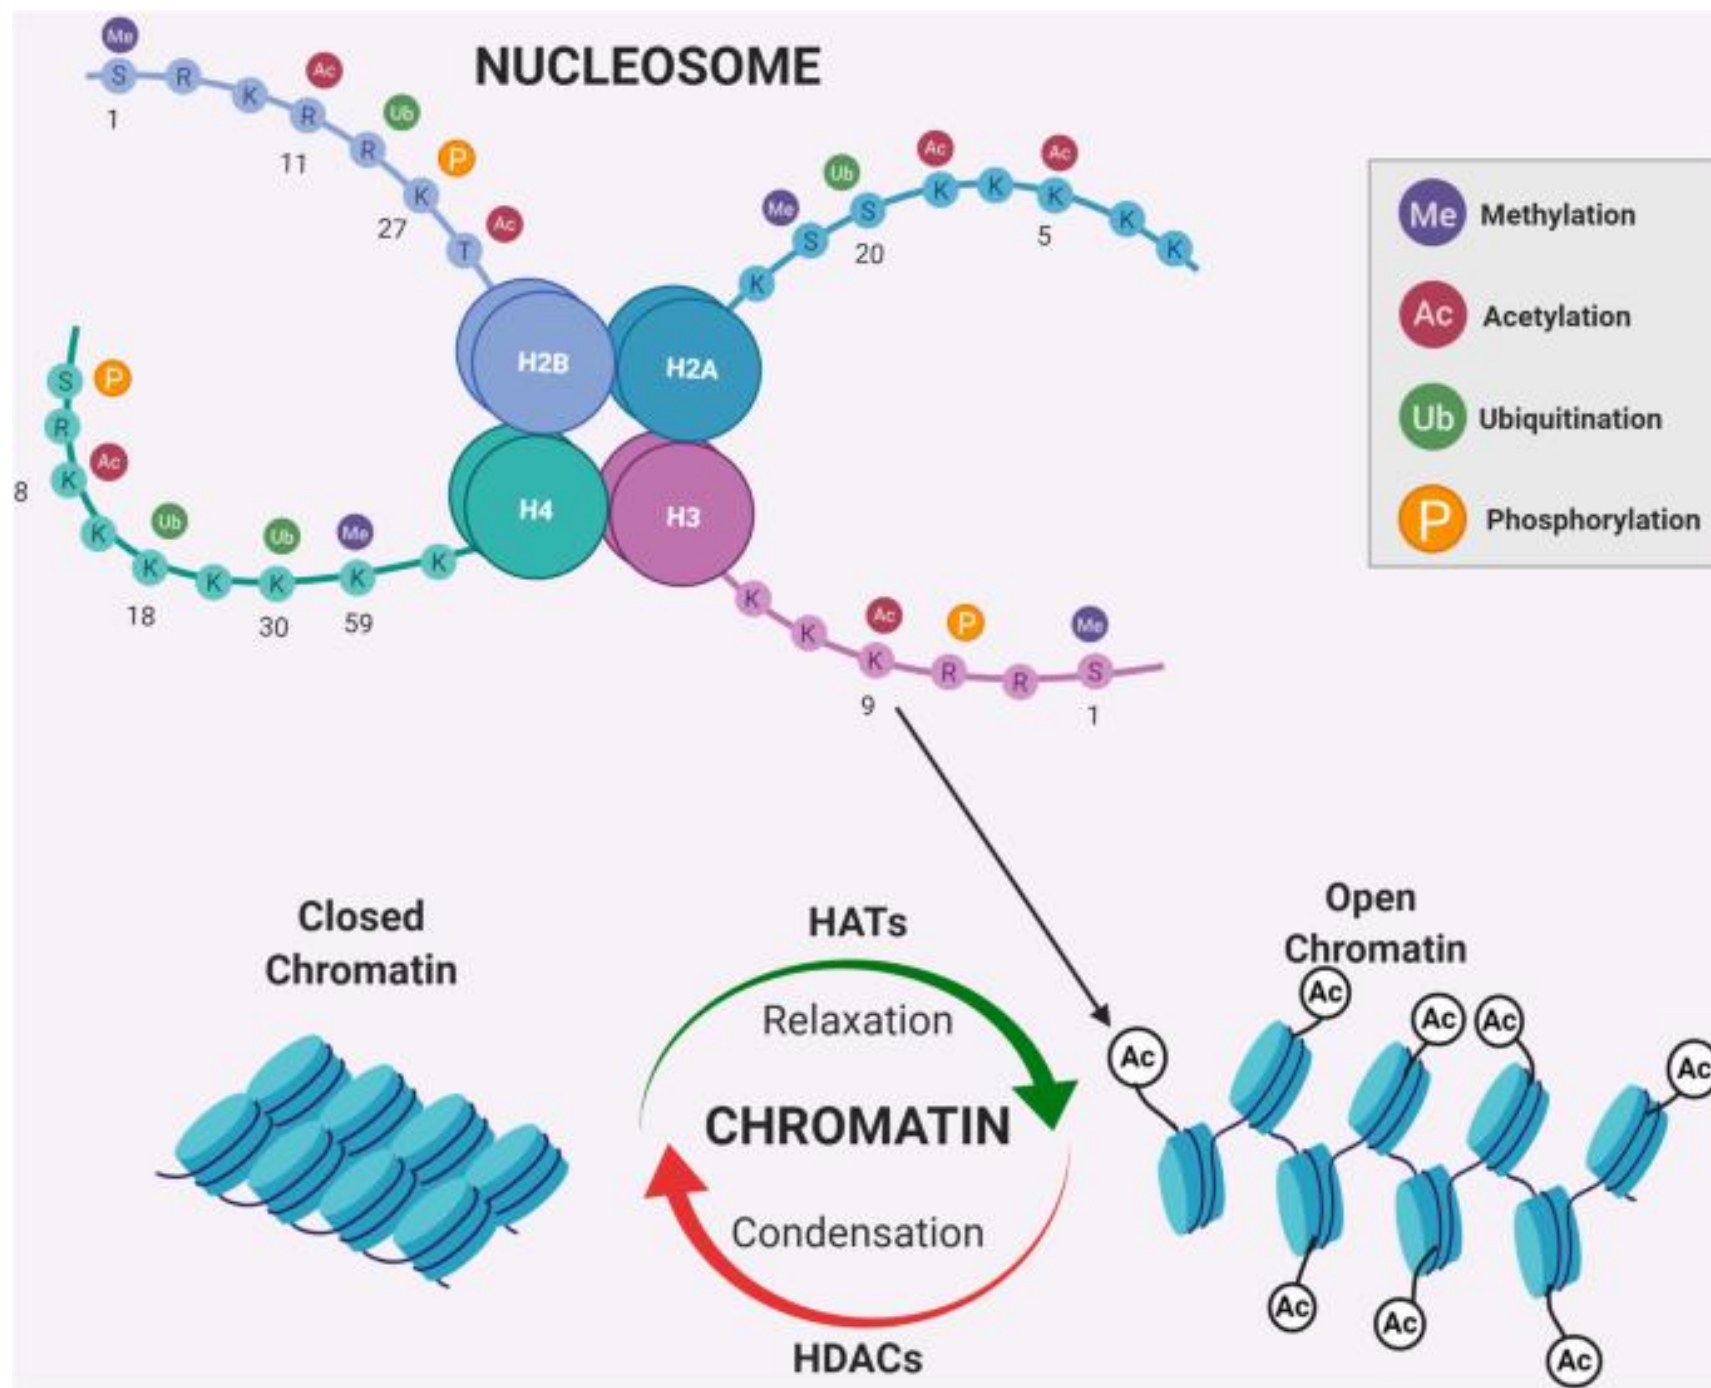 NUCLEOSOME
Me
S R K R R K T
Ac
Ub
P
Ac
1
11
27
Me
Ub
Ac
Ac
K S S K K K K K
20
5
H2B
H2A
H4
H3
S
P
R
K
Ac
8
K
K
K
K
K
K
Ub
Ub
Me
18
30
59
K K K R R S
Ac
P
Me
9
1
Me Methylation
Ac Acetylation
Ub Ubiquitination
P Phosphorylation
Closed
Chromatin
HATs
Relaxation
CHROMATIN
Condensation
HDACs
Open
Chromatin
Ac
Ac
Ac
Ac
Ac
Ac
Ac
Ac